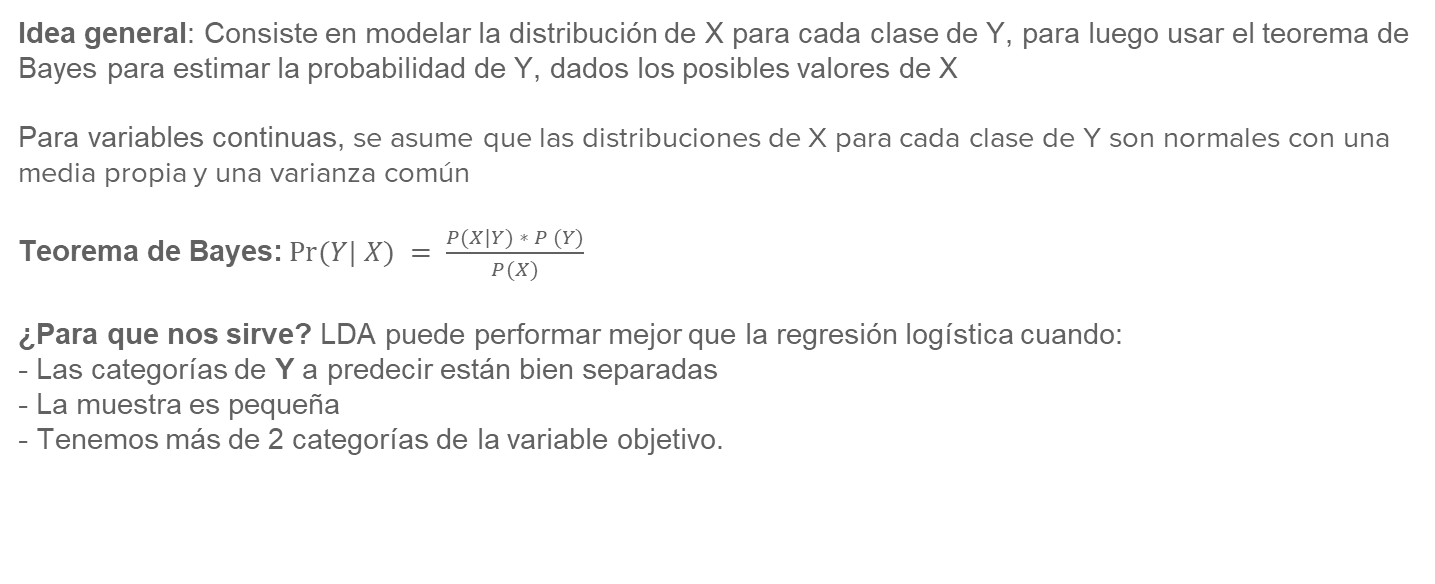 Idea general: Consiste en modelar la distribución de X para cada clase de Y, para luego usar el teorema de
Bayes para estimar la probabilidad de Y, dados los posibles valores de X
Para variables continuas, se asume que las distribuciones de X para cada clase de Y son normales con una
media propia y una varianza común
Teorema de Bayes: Pr(Y| X) = P(X|Y) * P (Y) / P(X)
¿Para que nos sirve? LDA puede performar mejor que la regresión logística cuando:
- Las categorías de Y a predecir están bien separadas
- La muestra es pequeña
- Tenemos más de 2 categorías de la variable objetivo.